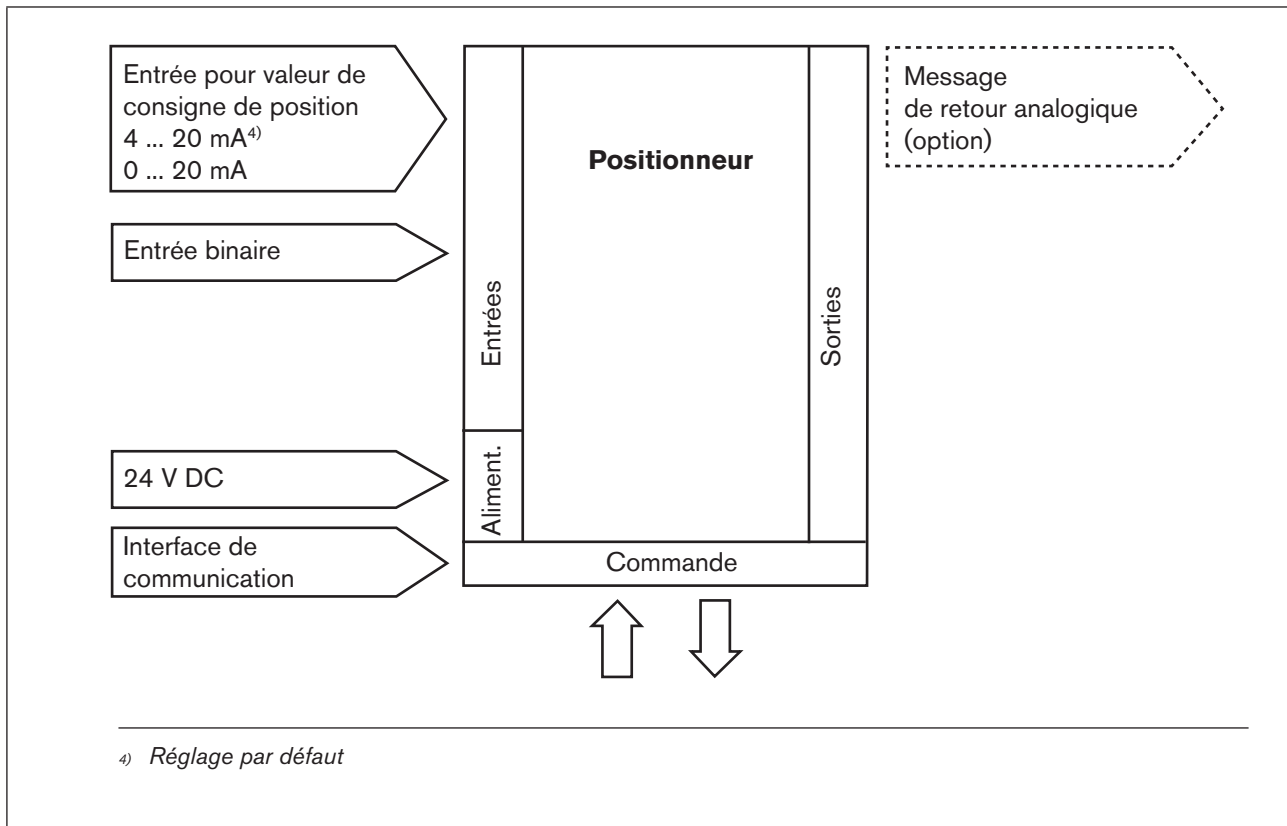 Entrée pour valeur de
consigne de position
4 ... 20 mA4)
0 ... 20 mA
Entrée binaire
24 V DC
Interface de
communication
Entrées
Aliment.
Positionneur
Sorties
Commande
Message
de retour analogique
(option)
4) Réglage par défaut